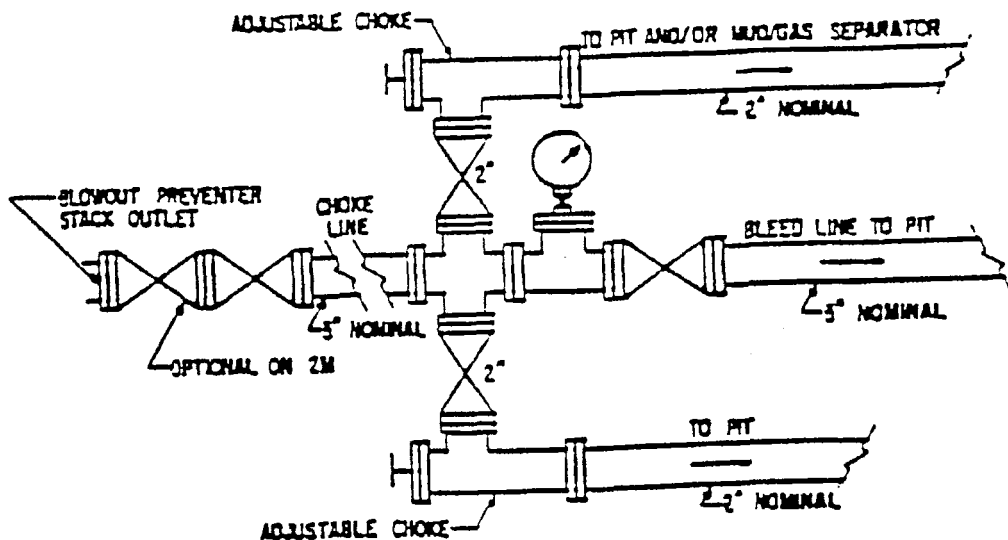 ADJUSTABLE CHOKE
TO PIT AND/OR MUD/GAS SEPARATOR
2" NOMINAL
2"
BLOWOUT PREVENTER
STACK OUTLET
CHOKE
LINE
BLEED LINE TO PIT
3" NOMINAL
3" NOMINAL
OPTIONAL ON 2M
2"
TO PIT
2" NOMINAL
ADJUSTABLE CHOKE